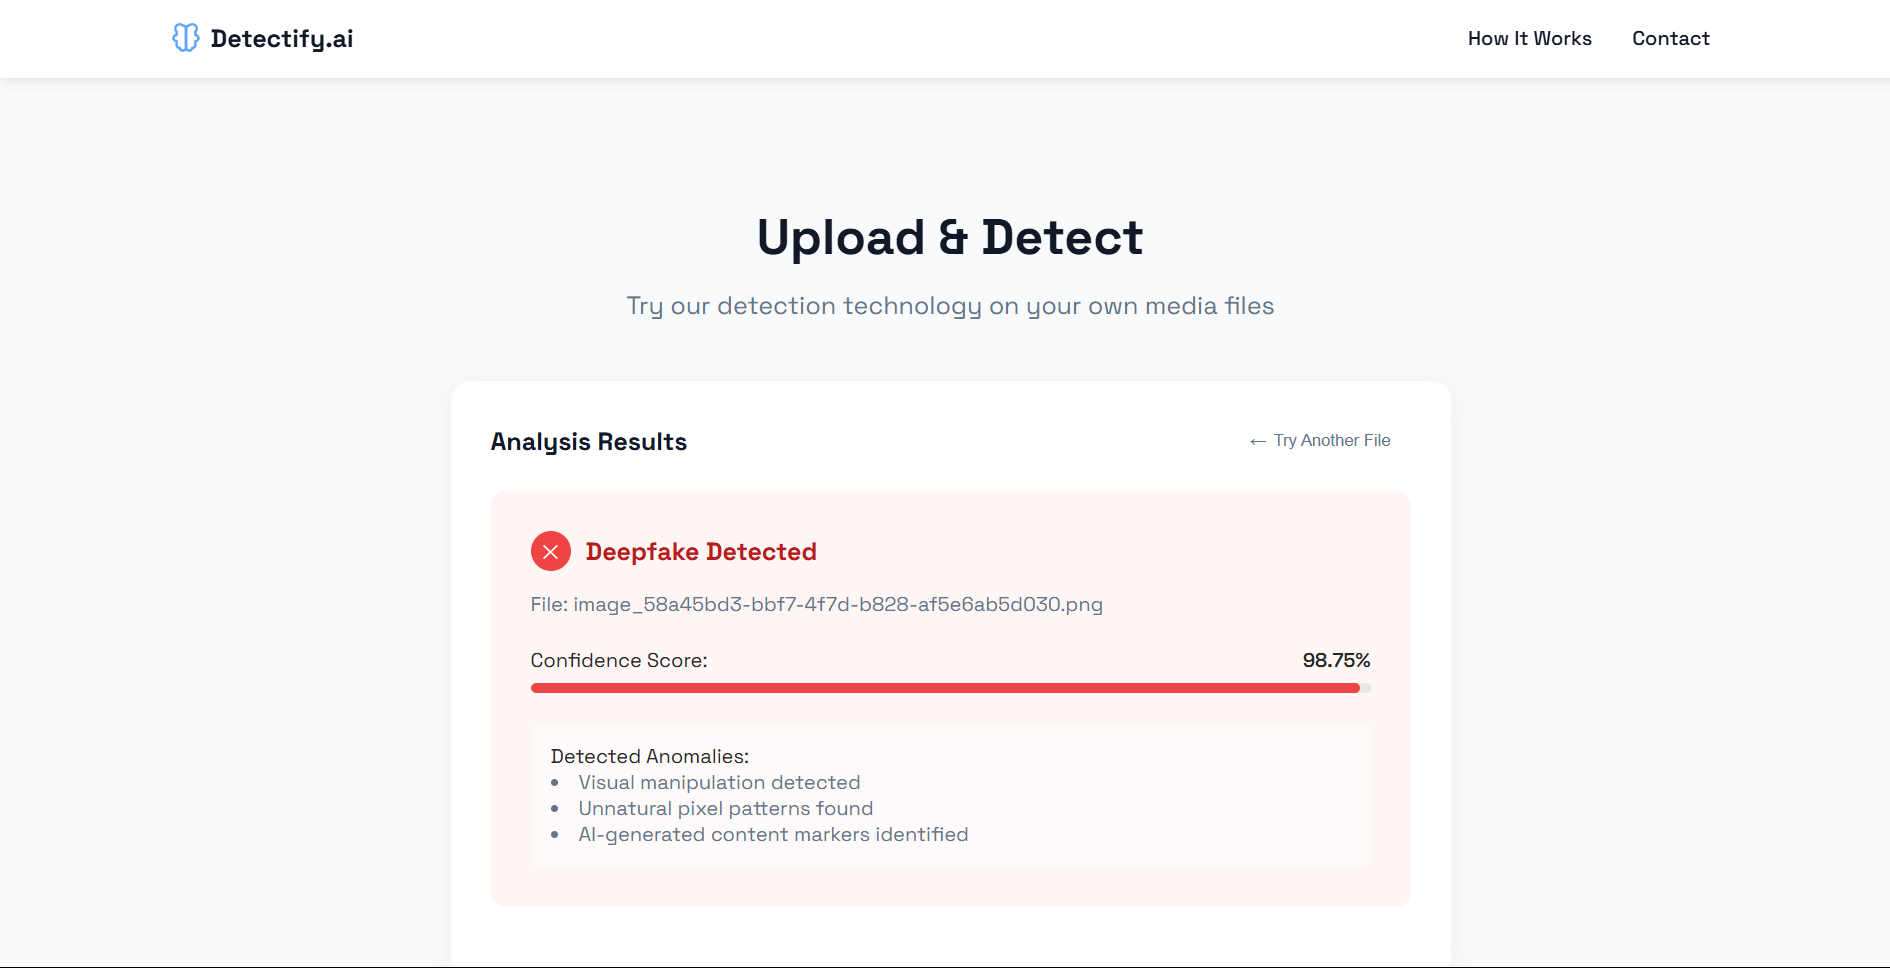 Detectify.ai
How It Works
Contact
Upload & Detect
Try our detection technology on your own media files
Analysis Results
← Try Another File
Deepfake Detected
File: image_58a45bd3-bbf7-4f7d-b828-af5e6ab5d030.png
Confidence Score:
98.75%
Detected Anomalies:
• Visual manipulation detected
• Unnatural pixel patterns found
• AI-generated content markers identified